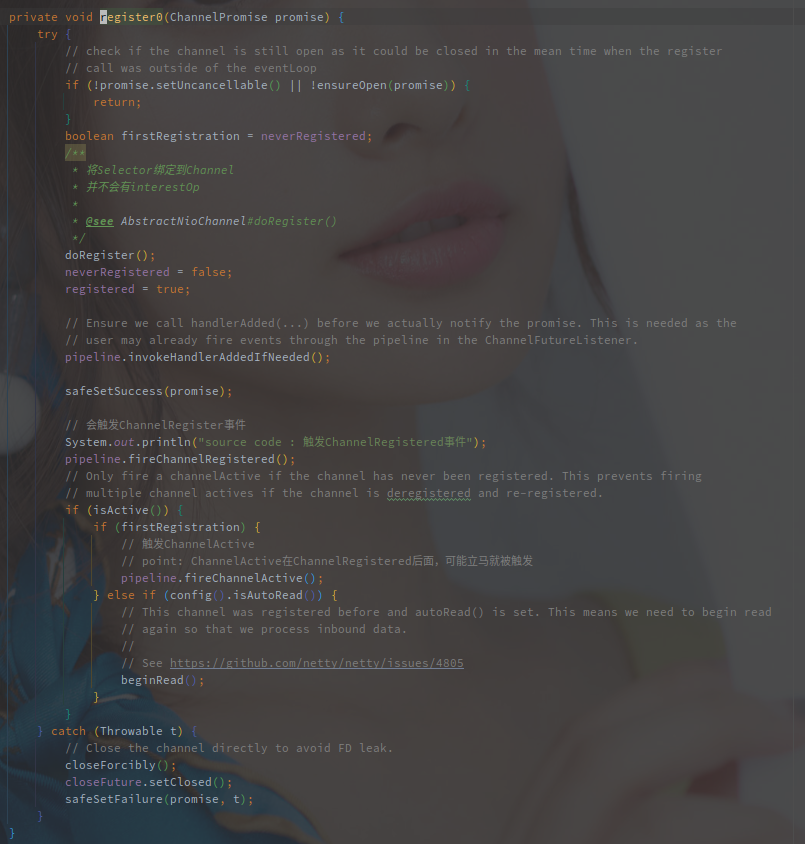 private void register0(ChannelPromise promise) {
try {
// check if the channel is still open as it could be closed in the mean time when the register
// call was outside of the eventLoop
if (!promise.setUncancellable() || !ensureOpen(promise)) {
return;
}
boolean firstRegistration = neverRegistered;
/**
* 将Selector绑定到Channel
* 并不会有interestOp
*
* @see AbstractNioChannel#doRegister()
*/
doRegister();
neverRegistered = false;
registered = true;
// Ensure we call handlerAdded(...) before we actually notify the promise. This is needed as the
// user may already fire events through the pipeline in the ChannelFutureListener.
pipeline.invokeHandlerAddedIfNeeded();
safeSetSuccess(promise);
// 会触发ChannelRegister事件
System.out.println("source code : 触发ChannelRegistered事件");
pipeline.fireChannelRegistered();
// Only fire a channelActive if the channel has never been registered. This prevents firing
// multiple channel actives if the channel is deregistered and re-registered.
if (isActive()) {
if (firstRegistration) {
// 触发ChannelActive
// point: ChannelActive在ChannelRegistered后面，可能立马就被触发
pipeline.fireChannelActive();
} else if (config().isAutoRead()) {
// This channel was registered before and autoRead() is set. This means we need to begin read
// again so that we process inbound data.
//
// See https://github.com/netty/netty/issues/4805
beginRead();
}
}
} catch (Throwable t) {
// Close the channel directly to avoid FD leak.
closeForcibly();
closeFuture.setClosed();
safeSetFailure(promise, t);
}
}